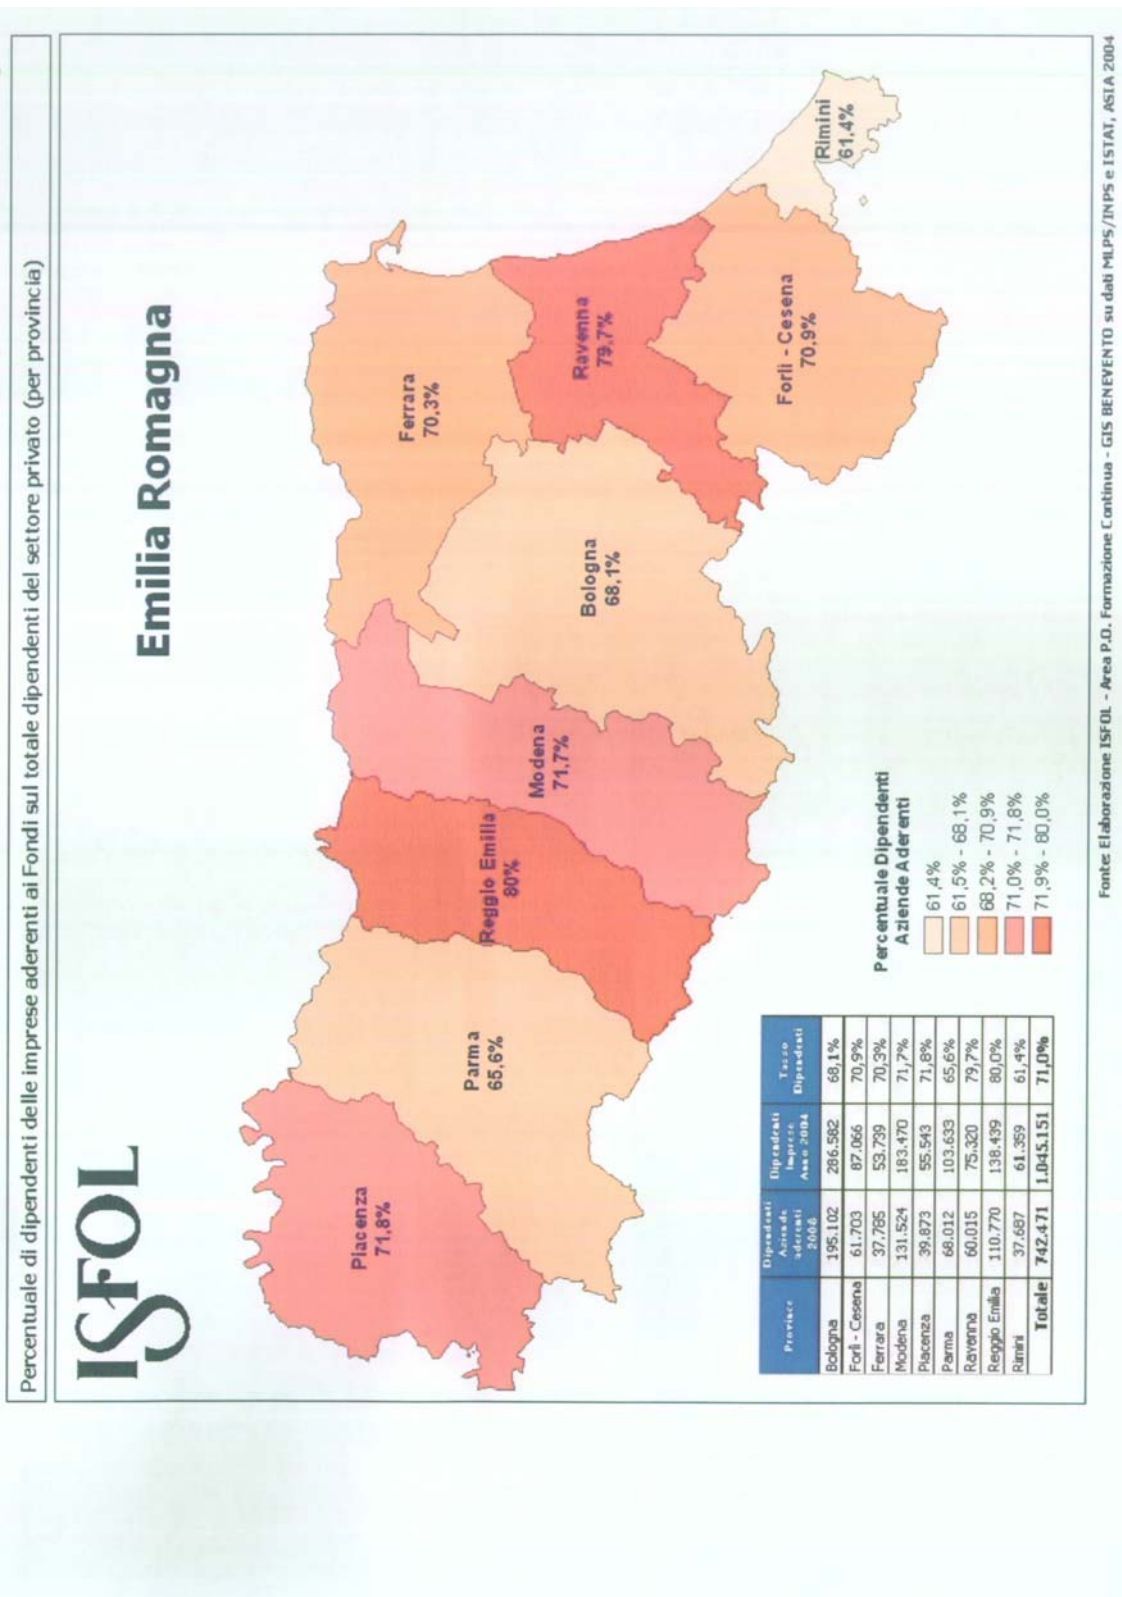 Percentuale di dipendenti delle imprese aderenti ai Fondi sul totale dipendenti del settore privato (per provincia)
ISFOL
Emilia Romagna
Piacenza
71,8%
Parma
65,6%
Reggio Emilia
80%
Modena
71,7%
Bologna
68,1%
Ferrara
70,3%
Ravenna
79,7%
Forlì - Cesena
70,9%
Rimini
61,4%
Province Dipendenti Aziende aderenti 2008 Dipendenti Imprese Anno 2004 Tasso Dipendenti
Bologna 195.102 286.582 68,1%
Forlì - Cesena 61.703 87.066 70,9%
Ferrara 37.785 53.739 70,3%
Modena 131.524 183.470 71,7%
Piacenza 39.873 55.543 71,8%
Parma 68.012 103.633 65,6%
Ravenna 60.015 75.320 79,7%
Reggio Emilia 110.770 138.439 80,0%
Rimini 37.687 61.359 61,4%
Totale 742.471 1.045.151 71,0%
Percentuale Dipendenti
Aziende Aderenti
61,4%
61,5% - 68,1%
68,2% - 70,9%
71,0% - 71,8%
71,9% - 80,0%
Fonte: Elaborazione ISFOL - Area P.O. Formazione Continua - GIS BENEVENTO su dati MLPS/INPS e ISTAT, ASIA 2004